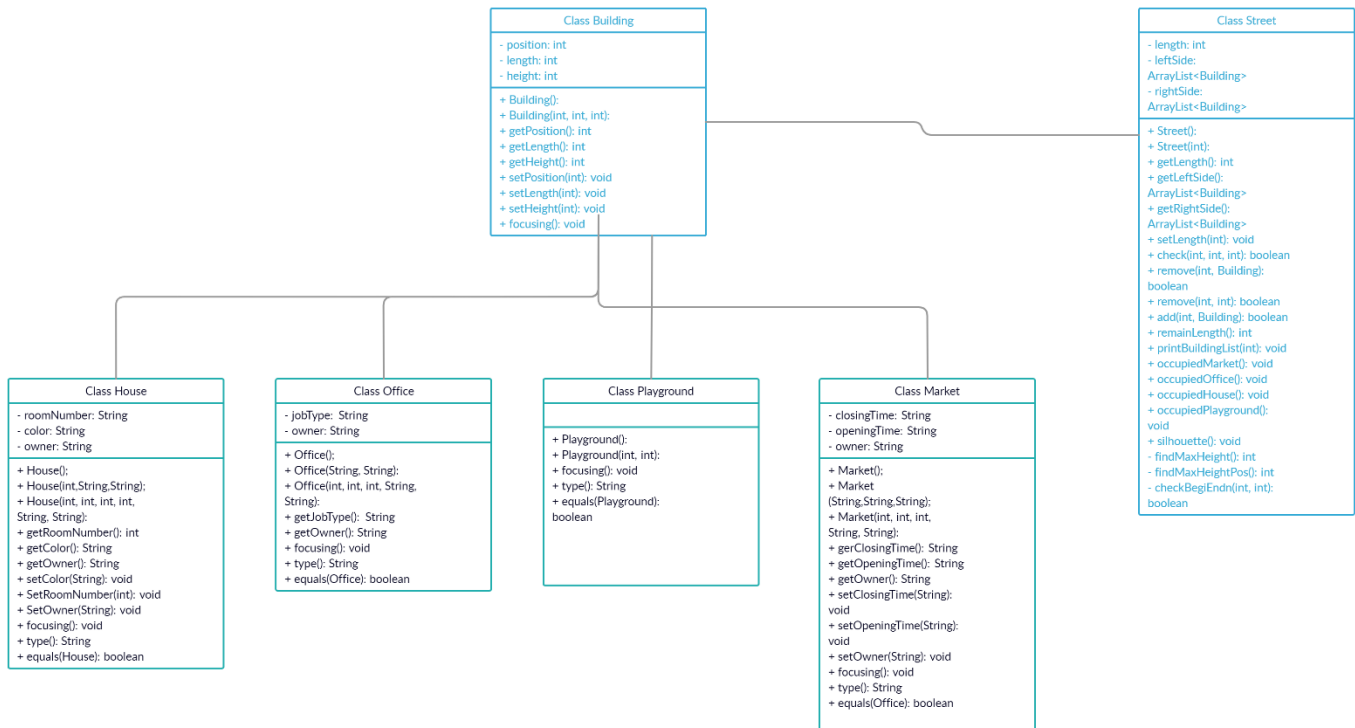 Class Building
- position: int
- length: int
- height: int
+ Building():
+ Building(int, int, int):
+ getPosition(): int
+ getLength(): int
+ getHeight(): int
+ setPosition(int): void
+ setLength(int): void
+ setHeight(int): void
+ focusing(): void
Class Street
- length: int
- leftSide:
ArrayList<Building>
- rightSide:
ArrayList<Building>
+ Street():
+ Street(int):
+ getLength(): int
+ getLeftSide():
ArrayList<Building>
+ getRightSide():
ArrayList<Building>
+ setLength(int): void
+ check(int, int, int): boolean
+ remove(int, Building):
boolean
+ remove(int, int): boolean
+ add(int, Building): boolean
+ remainLength(): int
+ printBuildingList(int): void
+ occupiedMarket(): void
+ occupiedOffice(): void
+ occupiedHouse(): void
+ occupiedPlayground():
void
+ silhouette(): void
- findMaxHeight(): int
- findMaxHeightPos(): int
- checkBegiEndn(int, int):
boolean
Class House
- roomNumber: String
- color: String
- owner: String
+ House();
+ House(int,String,String);
+ House(int, int, int, int,
String, String):
+ getRoomNumber(): int
+ getColor(): String
+ getOwner(): String
+ setColor(String): void
+ SetRoomNumber(int): void
+ SetOwner(String): void
+ focusing(): void
+ type(): String
+ equals(House): boolean
Class Office
- jobType: String
- owner: String
+ Office();
+ Office(String, String):
+ Office(int, int, int, String,
String):
+ getJobType(): String
+ getOwner(): String
+ focusing(): void
+ type(): String
+ equals(Office): boolean
Class Playground
+ Playground():
+ Playground(int, int):
+ focusing(): void
+ type(): String
+ equals(Playground):
boolean
Class Market
- closingTime: String
- openingTime: String
- owner: String
+ Market();
+ Market
(String,String,String);
+ Market(int, int, int,
String, String):
+ gerClosingTime(): String
+ getOpeningTime(): String
+ getOwner(): String
+ setClosingTime(String):
void
+ setOpeningTime(String):
void
+ setOwner(String): void
+ focusing(): void
+ type(): String
+ equals(Office): boolean